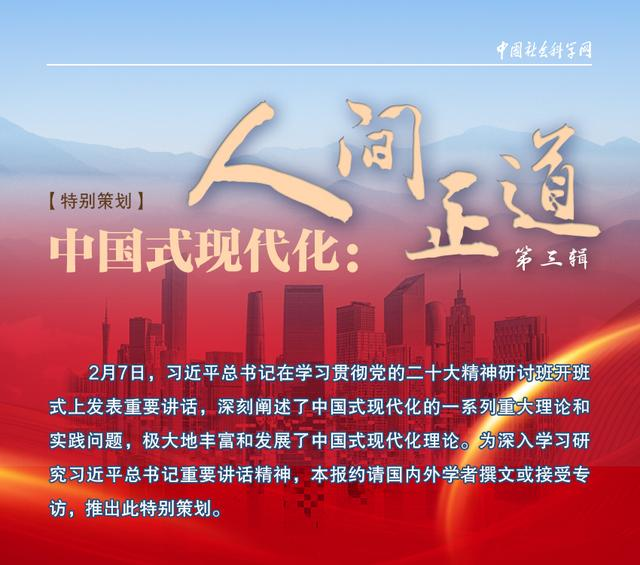 中国社会科学网
人间
正道
【特别策划】
中国式现代化：
第三辑
2月7日，习近平总书记在学习贯彻党的二十大精神研讨班开班
式上发表重要讲话，深刻阐述了中国式现代化的一系列重大理论和
实践问题，极大地丰富和发展了中国式现代化理论。为深入学习研
究习近平总书记重要讲话精神，本报约请国内外学者撰文或接受专
访，推出此特别策划。